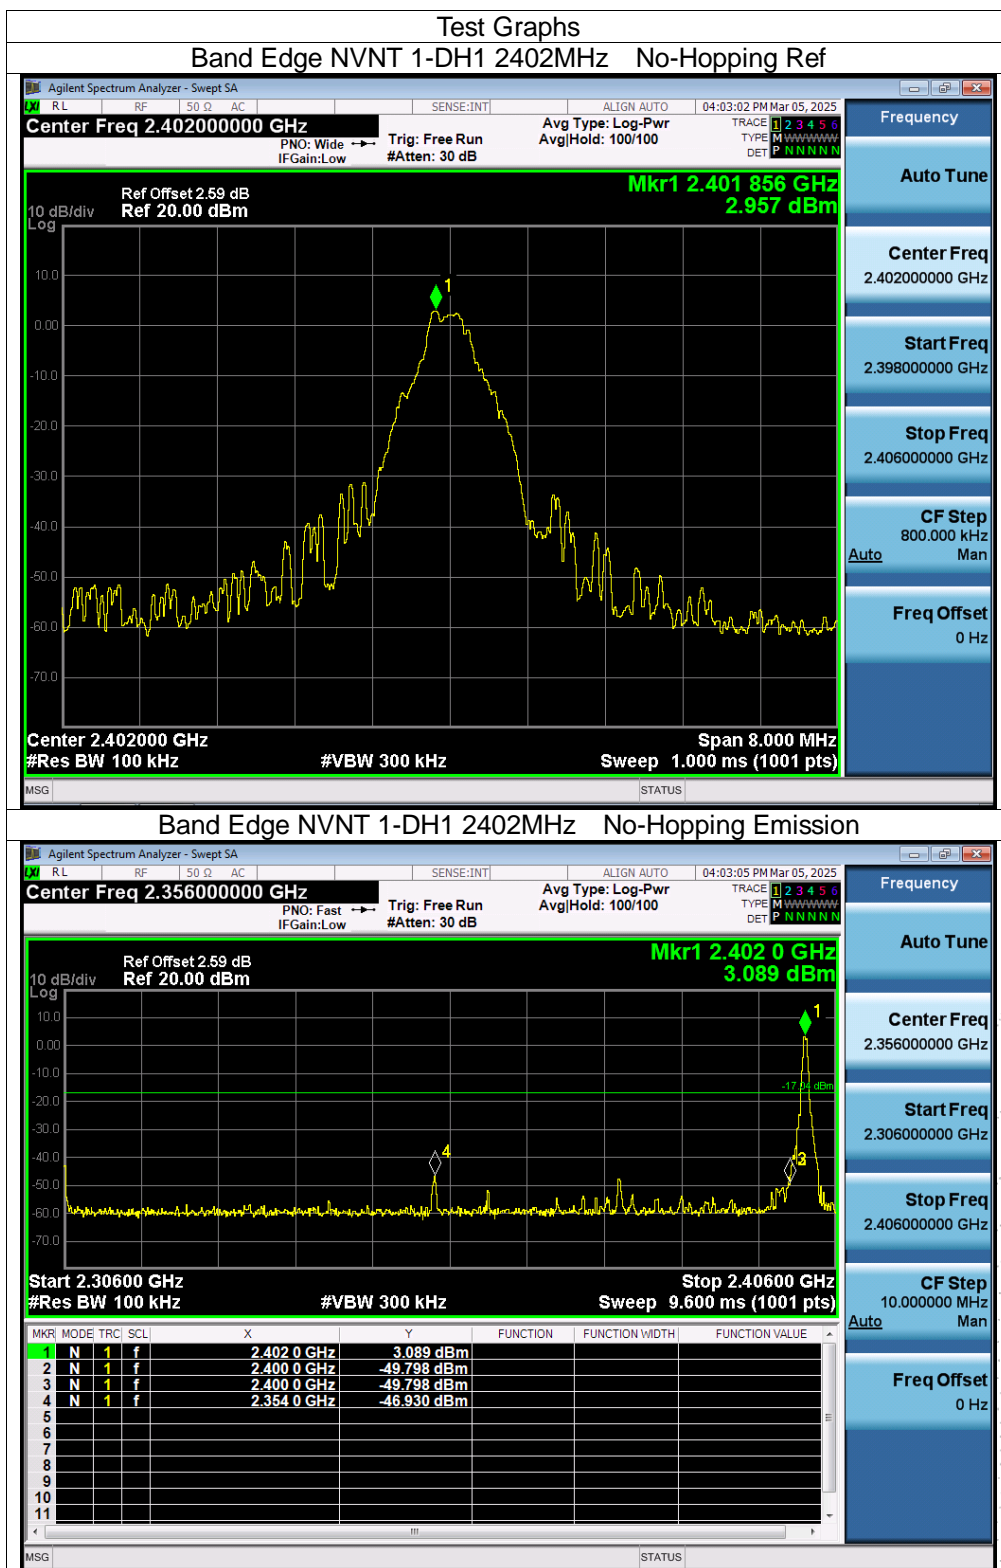 Test Graphs
Band Edge NVNT 1-DH1 2402MHz No-Hopping Ref
Agilent Spectrum Analyzer - Swept SA
LXI RL RF 50 Ω AC SENSE:INT ALIGN AUTO 04:03:02 PM Mar 05, 2025
Frequency
Center Freq 2.402000000 GHz
PNO: Wide
IFGain:Low
Trig: Free Run
#Atten: 30 dB
Avg Type: Log-Pwr
Avg|Hold: 100/100
TRACE 1 2 3 4 5 6
TYPE M WWWWW
DET P N N N N N
Auto Tune
Mkr1 2.401 856 GHz
2.957 dBm
Ref Offset 2.59 dB
10 dB/div Ref 20.00 dBm
Log
10.0
0.00
-10.0
-20.0
-30.0
-40.0
-50.0
-60.0
-70.0
1
Center Freq
2.402000000 GHz
Start Freq
2.398000000 GHz
Stop Freq
2.406000000 GHz
CF Step
800.000 kHz
Auto Man
Freq Offset
0 Hz
Center 2.402000 GHz Span 8.000 MHz
#Res BW 100 kHz #VBW 300 kHz Sweep 1.000 ms (1001 pts)
MSG STATUS
Band Edge NVNT 1-DH1 2402MHz No-Hopping Emission
Agilent Spectrum Analyzer - Swept SA
LXI RL RF 50 Ω AC SENSE:INT ALIGN AUTO 04:03:05 PM Mar 05, 2025
Frequency
Center Freq 2.356000000 GHz
PNO: Fast
IFGain:Low
Trig: Free Run
#Atten: 30 dB
Avg Type: Log-Pwr
Avg|Hold: 100/100
TRACE 1 2 3 4 5 6
TYPE M WWWWW
DET P N N N N N
Auto Tune
Mkr1 2.402 0 GHz
3.089 dBm
Ref Offset 2.59 dB
10 dB/div Ref 20.00 dBm
Log
10.0
0.00
-10.0
-20.0
-30.0
-40.0
-50.0
-60.0
-70.0
1
-17.04 dBm
4
3
Center Freq
2.356000000 GHz
Start Freq
2.306000000 GHz
Stop Freq
2.406000000 GHz
CF Step
10.000000 MHz
Auto Man
Freq Offset
0 Hz
Start 2.30600 GHz Stop 2.40600 GHz
#Res BW 100 kHz #VBW 300 kHz Sweep 9.600 ms (1001 pts)
MKR MODE TRC SCL X Y FUNCTION FUNCTION WIDTH FUNCTION VALUE
1 N 1 f 2.402 0 GHz 3.089 dBm
2 N 1 f 2.400 0 GHz -49.798 dBm
3 N 1 f 2.400 0 GHz -49.798 dBm
4 N 1 f 2.354 0 GHz -46.930 dBm
5
6
7
8
9
10
11
MSG STATUS